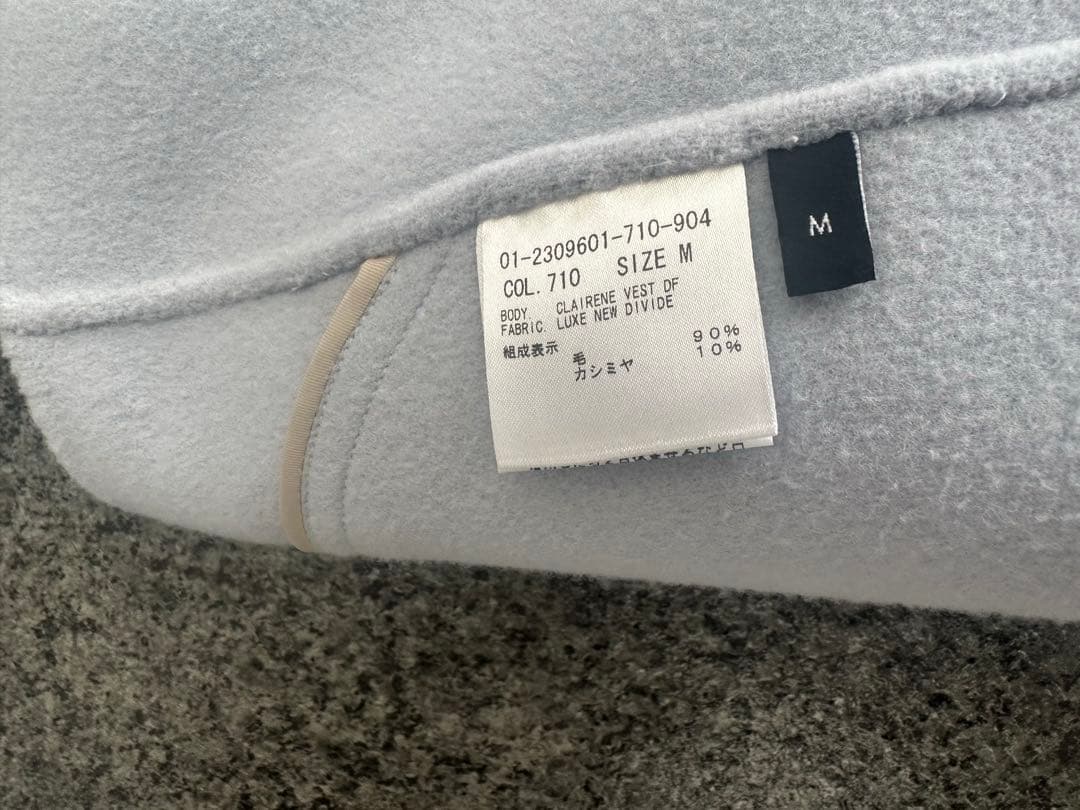 01-2309601-710-904
COL. 710 SIZE M
BODY. CLAIRENE VEST DF
FABRIC. LUXE NEW DIVIDE
組成表示
毛 90%
カシミヤ 10%
M